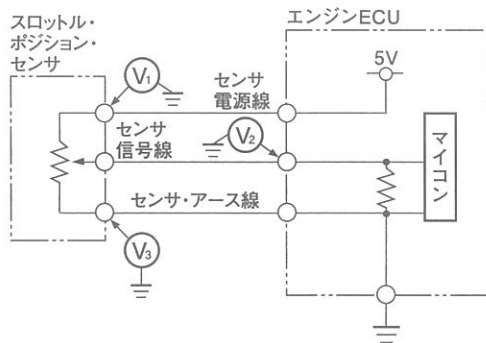 スロットル・
ポジション・
センサ
エンジンECU
V1
センサ
電源線
5V
センサ
信号線
V2
マイコン
センサ・アース線
V3